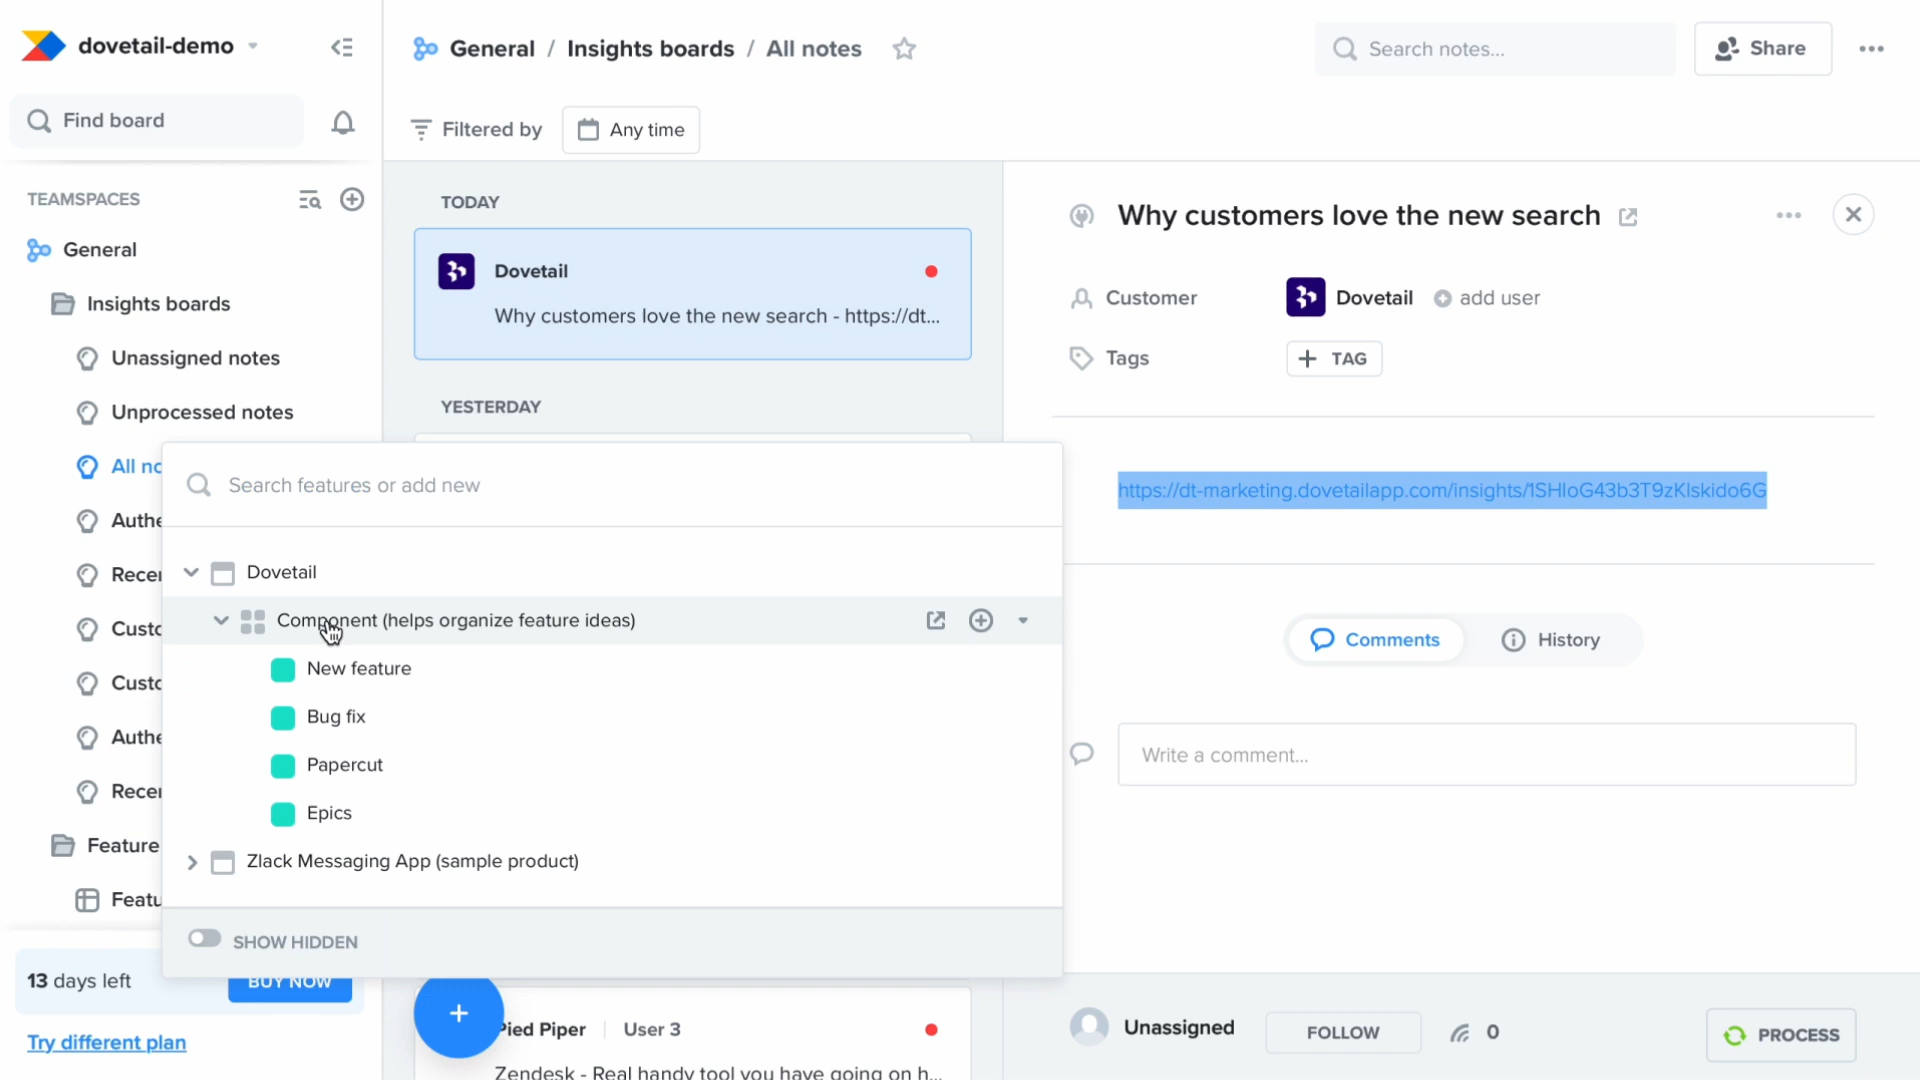 dovetail-demo
General / Insights boards / All notes
Search notes...
Share
Find board
Filtered by
Any time
TEAMSPACES
General
Insights boards
Unassigned notes
Unprocessed notes
All no
Authe
Recen
Custo
Custo
Authe
Recen
Feature
Featu
13 days left
BUY NOW
Try different plan
TODAY
Dovetail
Why customers love the new search - https://dt...
YESTERDAY
Search features or add new
Dovetail
Component (helps organize feature ideas)
New feature
Bug fix
Papercut
Epics
Zlack Messaging App (sample product)
SHOW HIDDEN
+
Pied Piper
User 3
Zendesk - Real handy tool you have going on h...
Why customers love the new search
Customer
Dovetail
add user
Tags
+ TAG
https://dt-marketing.dovetailapp.com/insights/1SHIoG43b3T9zKlskido6G
Comments
History
Write a comment...
Unassigned
FOLLOW
0
PROCESS